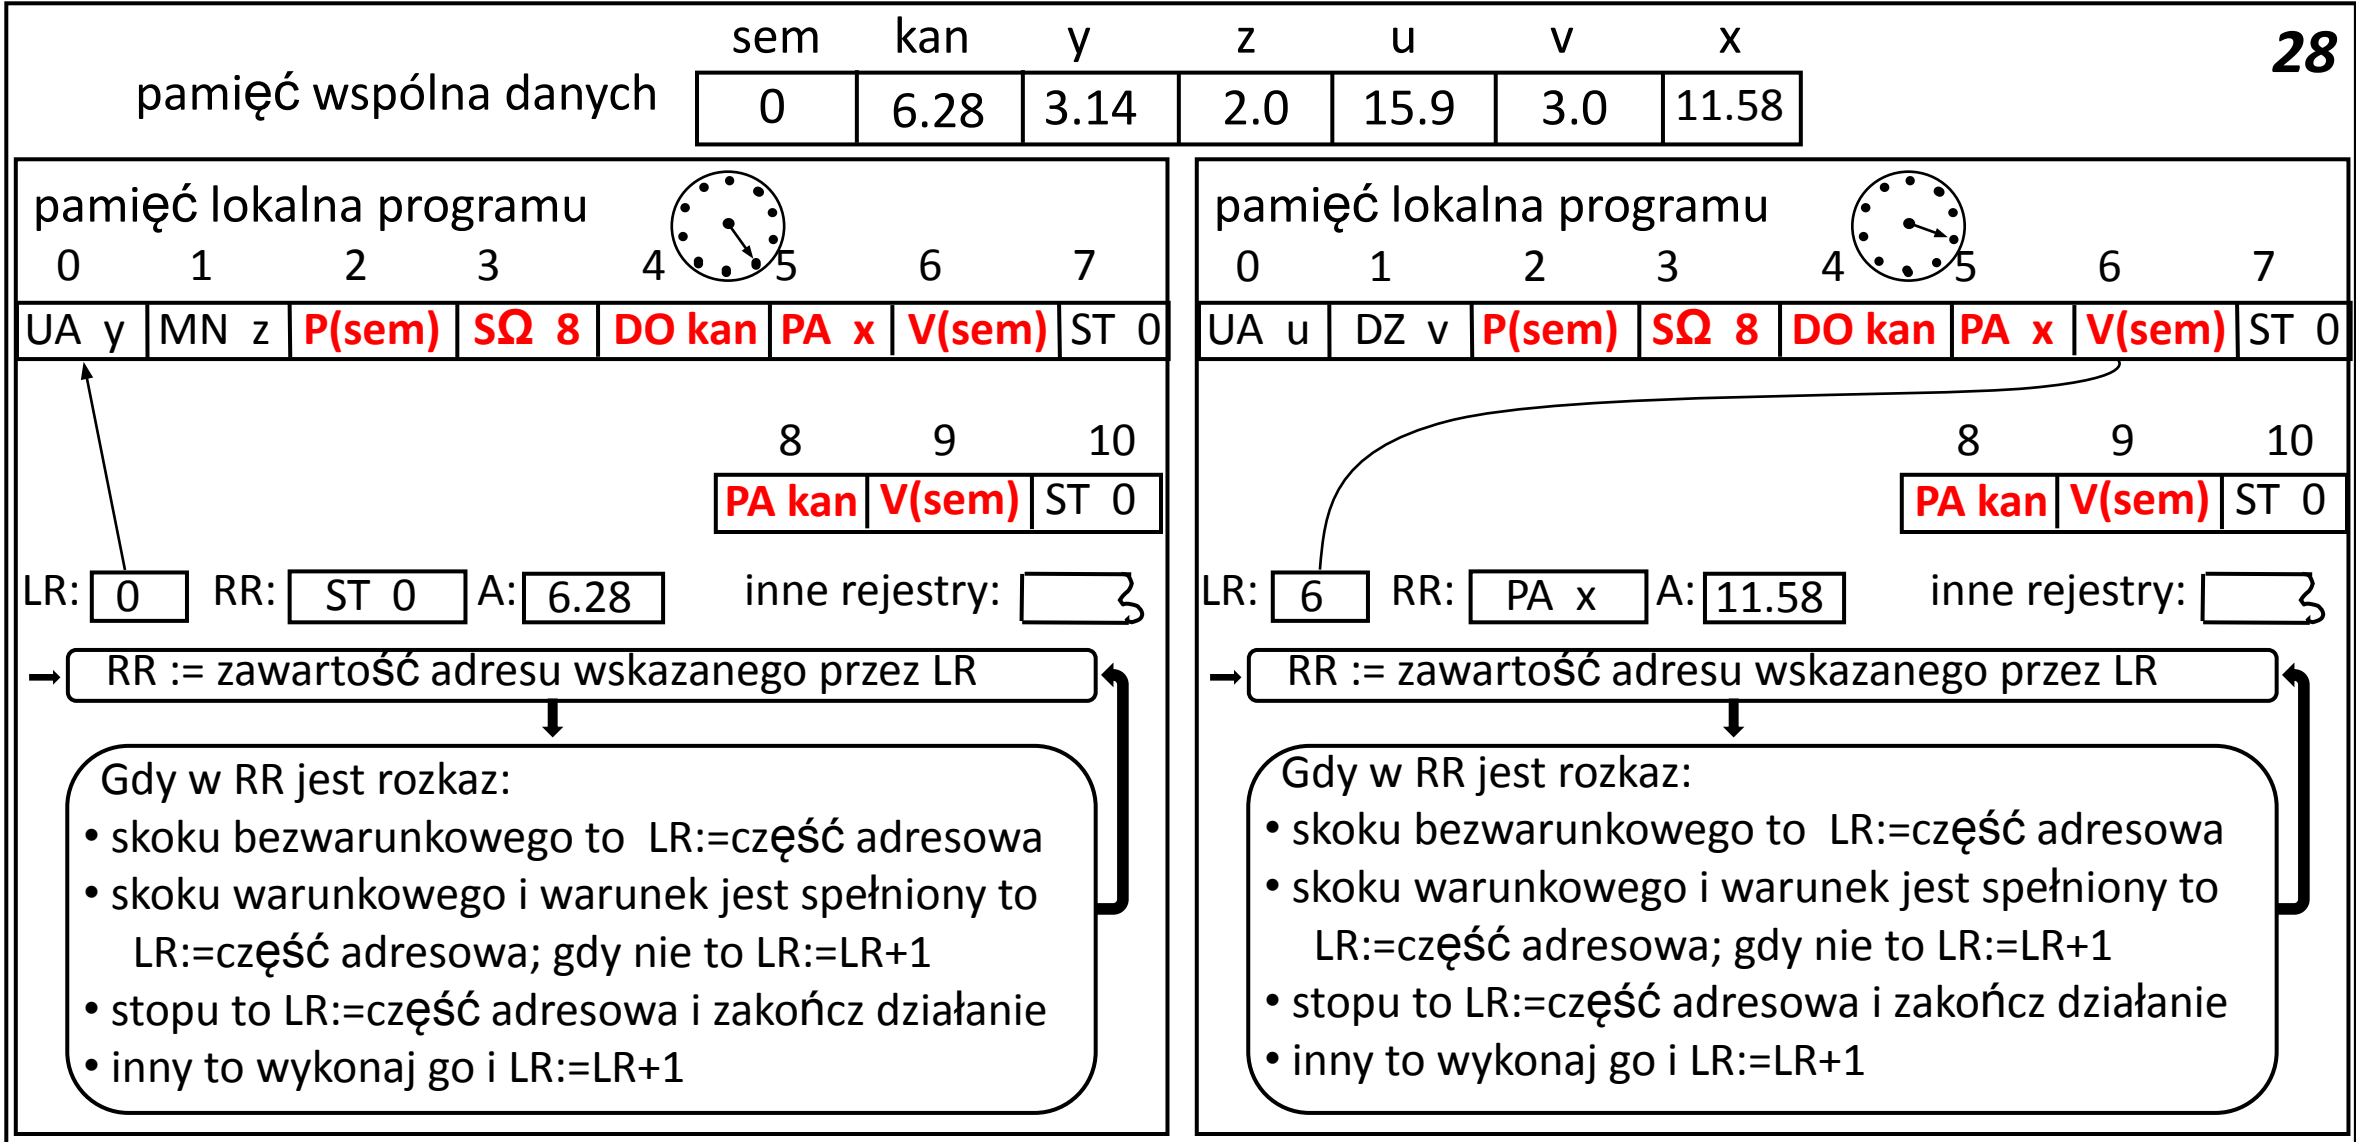 sem kan y z u v x
28
pamięć wspólna danych 0 6.28 3.14 2.0 15.9 3.0 11.58
pamięć lokalna programu
0 1 2 3 4 5 6 7
UA y MN z P(sem) SΩ 8 DO kan PA x V(sem) ST 0
8 9 10
PA kan V(sem) ST 0
LR: 0 RR: ST 0 A: 6.28 inne rejestry:
RR := zawartość adresu wskazanego przez LR
Gdy w RR jest rozkaz:
• skoku bezwarunkowego to LR:=część adresowa
• skoku warunkowego i warunek jest spełniony to
LR:=część adresowa; gdy nie to LR:=LR+1
• stopu to LR:=część adresowa i zakończ działanie
• inny to wykonaj go i LR:=LR+1
pamięć lokalna programu
0 1 2 3 4 5 6 7
UA u DZ v P(sem) SΩ 8 DO kan PA x V(sem) ST 0
8 9 10
PA kan V(sem) ST 0
LR: 6 RR: PA x A: 11.58 inne rejestry:
RR := zawartość adresu wskazanego przez LR
Gdy w RR jest rozkaz:
• skoku bezwarunkowego to LR:=część adresowa
• skoku warunkowego i warunek jest spełniony to
LR:=część adresowa; gdy nie to LR:=LR+1
• stopu to LR:=część adresowa i zakończ działanie
• inny to wykonaj go i LR:=LR+1